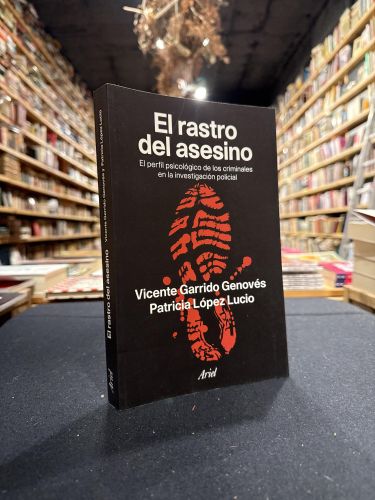 El rastro
del asesino
El perfil psicológico de los criminales
en la investigación policial
Vicente Garrido Genovés
Patricia López Lucio
Ariel
Vicente Garrido Genovés y Patricia López Lucio
El rastro del asesino
Ariel